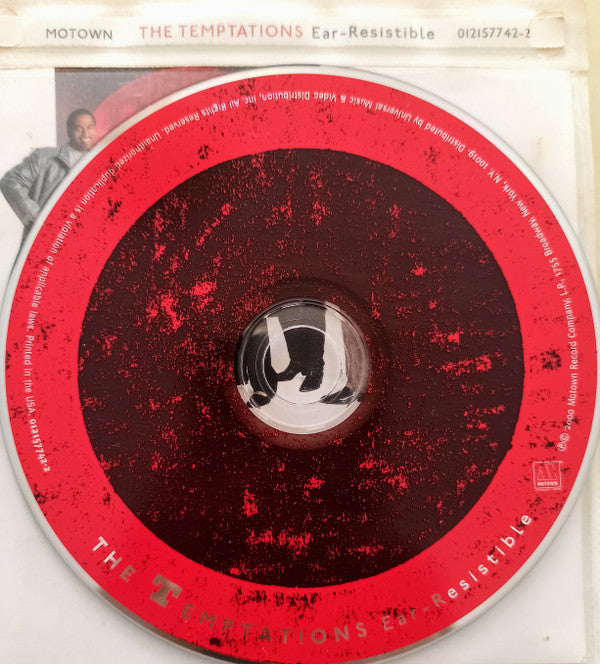 MOTOWN THE TEMPTATIONS Ear-Resistible 012157742-2
Unauthorized duplication is a violation of applicable laws. Printed in the USA. 012157742-2
Distributed by Universal Music & Video Distribution, Inc. All Rights Reserved.
℗© 2000 Motown Record Company, L.P., 1755 Broadway, New York, N.Y. 10019.
M
MOTOWN
THE TEMPTATIONS Ear-Resistible